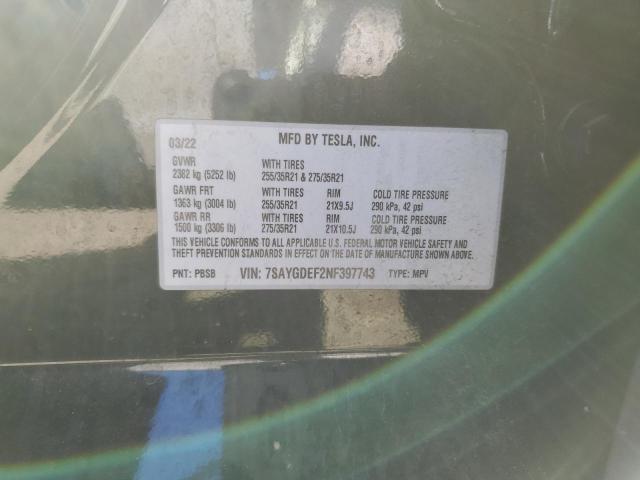 03/22 MFD BY TESLA, INC.
GVWR WITH TIRES
2382 kg (5252 lb) 255/35R21 & 275/35R21
GAWR FRT WITH TIRES RIM COLD TIRE PRESSURE
1363 kg (3004 lb) 255/35R21 21X9.5J 290 kPa, 42 psi
GAWR RR WITH TIRES RIM COLD TIRE PRESSURE
1500 kg (3306 lb) 275/35R21 21X10.5J 290 kPa, 42 psi
THIS VEHICLE CONFORMS TO ALL APPLICABLE U.S. FEDERAL MOTOR VEHICLE SAFETY AND
THEFT PREVENTION STANDARDS IN EFFECT ON THE DATE OF MANUFACTURE SHOWN ABOVE.
PNT: PBSB VIN: 7SAYGDEF2NF397743 TYPE: MPV